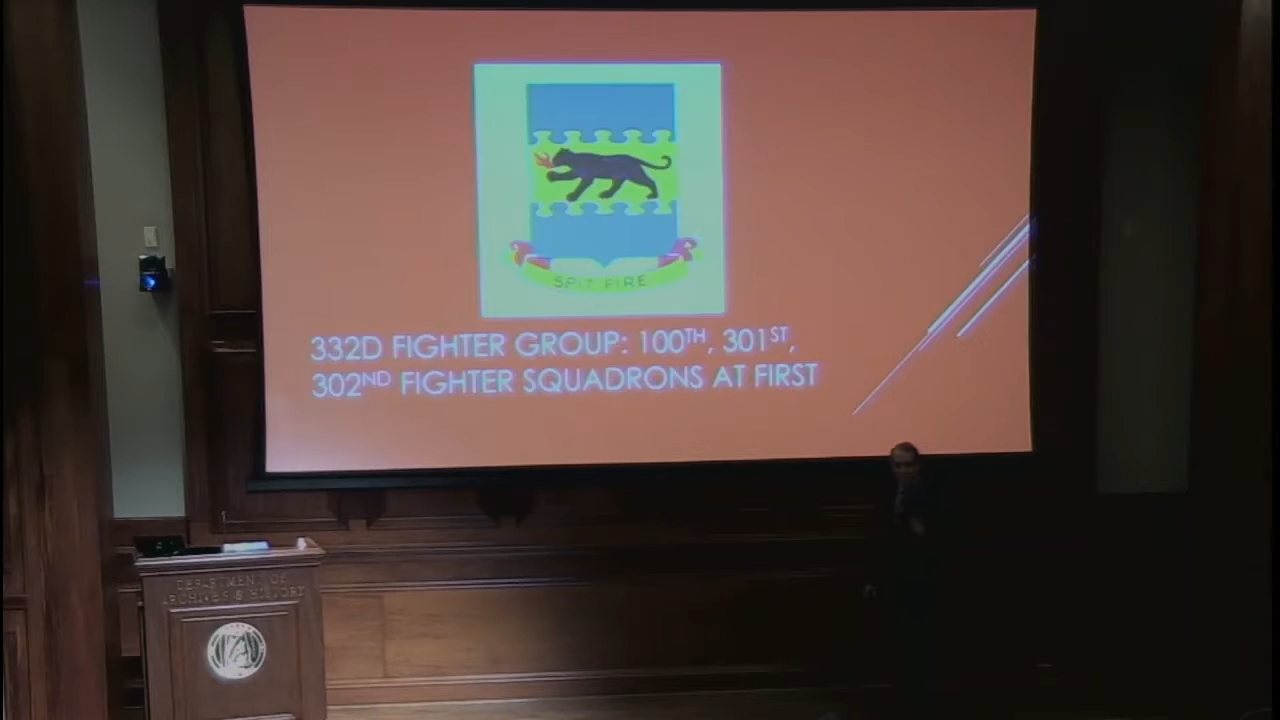 SPIT FIRE
332D FIGHTER GROUP: 100TH, 301ST,
302ND FIGHTER SQUADRONS AT FIRST
DEPARTMENT OF
ARCHIVES & HISTORY